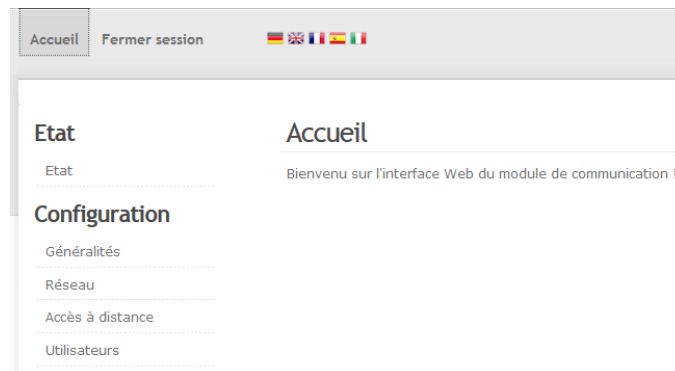 Accueil Fermer session
Etat
Etat
Configuration
Généralités
Réseau
Accès à distance
Utilisateurs
Accueil
Bienvenu sur l'interface Web du module de communication !